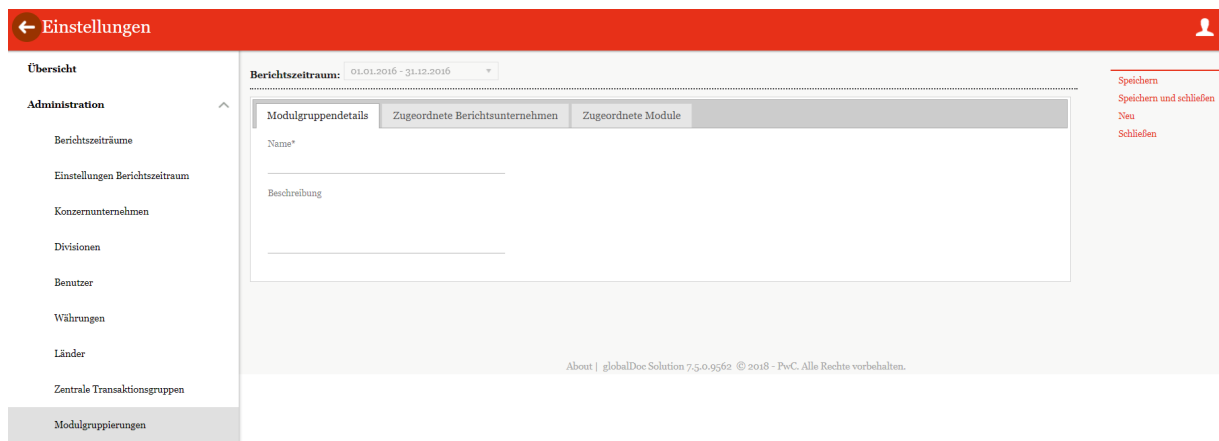 Einstellungen
Übersicht
Administration
Berichtszeiträume
Einstellungen Berichtszeitraum
Konzernunternehmen
Divisionen
Benutzer
Währungen
Länder
Zentrale Transaktionsgruppen
Modulgruppierungen
Berichtszeitraum: 01.01.2016 - 31.12.2016
Modulgruppendetails Zugeordnete Berichtsunternehmen Zugeordnete Module
Name*
Beschreibung
Speichern
Speichern und schließen
Neu
Schließen
About | globalDoc Solution 7.5.0.9562 © 2018 - PwC. Alle Rechte vorbehalten.